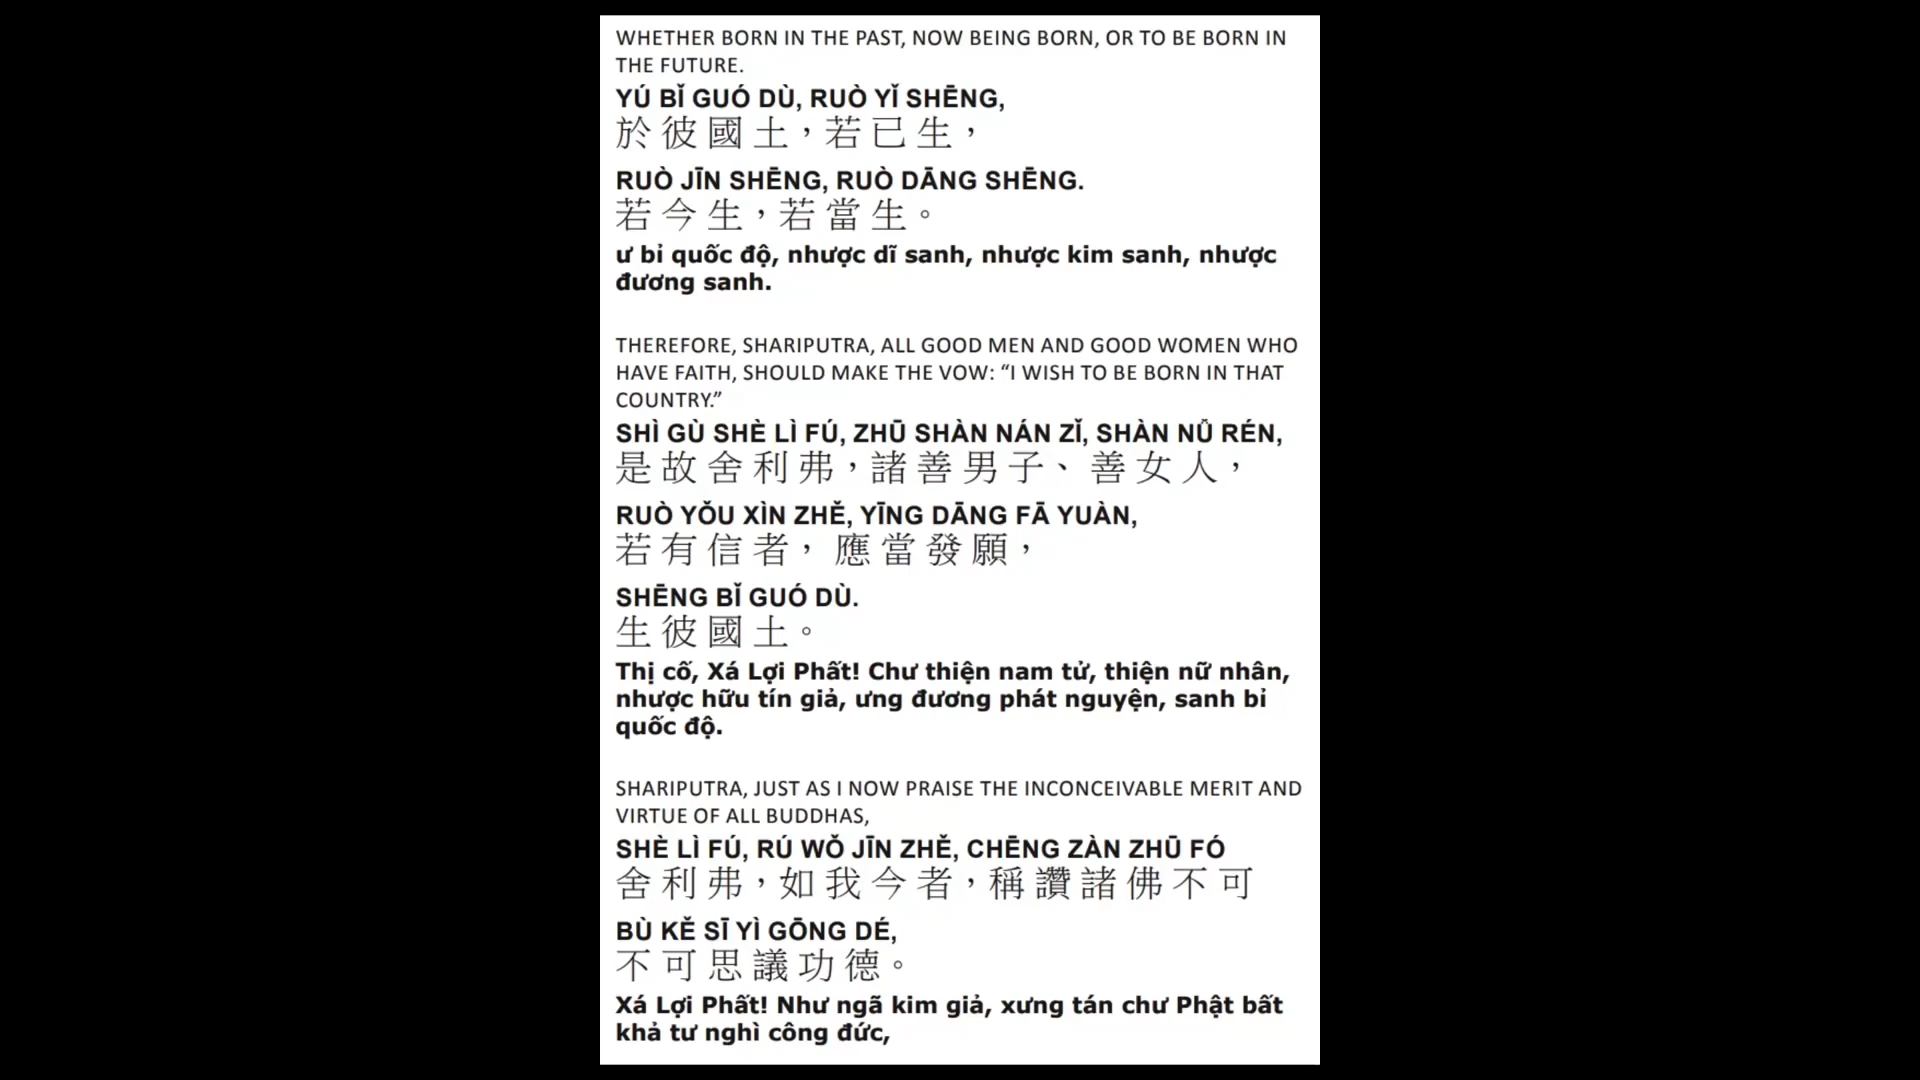 WHETHER BORN IN THE PAST, NOW BEING BORN, OR TO BE BORN IN
THE FUTURE.
YÚ BǏ GUÓ DÙ, RUÒ YǏ SHĒNG,
於彼國土，若已生，
RUÒ JĪN SHĒNG, RUÒ DĀNG SHĒNG.
若今生，若當生。
ư bỉ quốc độ, nhược dĩ sanh, nhược kim sanh, nhược
đương sanh.
THEREFORE, SHARIPUTRA, ALL GOOD MEN AND GOOD WOMEN WHO
HAVE FAITH, SHOULD MAKE THE VOW: “I WISH TO BE BORN IN THAT
COUNTRY.”
SHÌ GÙ SHÈ LÌ FÚ, ZHŪ SHÀN NÁN ZǏ, SHÀN NǙ RÉN,
是故舍利弗，諸善男子、善女人，
RUÒ YǑU XÌN ZHĚ, YĪNG DĀNG FĀ YUÀN,
若有信者，應當發願，
SHĒNG BǏ GUÓ DÙ.
生彼國土。
Thị cố, Xá Lợi Phất! Chư thiện nam tử, thiện nữ nhân,
nhược hữu tín giả, ưng đương phát nguyện, sanh bỉ
quốc độ.
SHARIPUTRA, JUST AS I NOW PRAISE THE INCONCEIVABLE MERIT AND
VIRTUE OF ALL BUDDHAS,
SHÈ LÌ FÚ, RÚ WǑ JĪN ZHĚ, CHĒNG ZÀN ZHŪ FÓ
舍利弗，如我今者，稱讚諸佛不可
BÙ KĚ SĪ YÌ GŌNG DÉ,
不可思議功德。
Xá Lợi Phất! Như ngã kim giả, xưng tán chư Phật bất
khả tư nghì công đức,